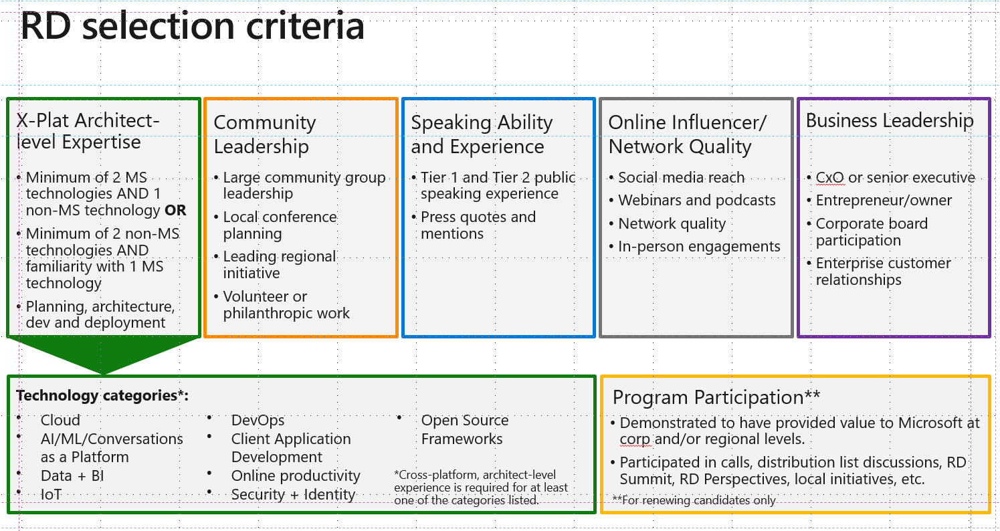 RD selection criteria
X-Plat Architect-
level Expertise
• Minimum of 2 MS
technologies AND 1
non-MS technology OR
• Minimum of 2 non-MS
technologies AND
familiarity with 1 MS
technology
• Planning, architecture,
dev and deployment
Community
Leadership
• Large community group
leadership
• Local conference
planning
• Leading regional
initiative
• Volunteer or
philanthropic work
Speaking Ability
and Experience
• Tier 1 and Tier 2 public
speaking experience
• Press quotes and
mentions
Online Influencer/
Network Quality
• Social media reach
• Webinars and podcasts
• Network quality
• In-person engagements
Business Leadership
• CxO or senior executive
• Entrepreneur/owner
• Corporate board
participation
• Enterprise customer
relationships
Technology categories*:
• Cloud
• AI/ML/Conversations
as a Platform
• Data + BI
• IoT
• DevOps
• Client Application
Development
• Online productivity
• Security + Identity
• Open Source
Frameworks
*Cross-platform, architect-level
experience is required for at least
one of the categories listed.
Program Participation**
• Demonstrated to have provided value to Microsoft at
corp and/or regional levels.
• Participated in calls, distribution list discussions, RD
Summit, RD Perspectives, local initiatives, etc.
**For renewing candidates only